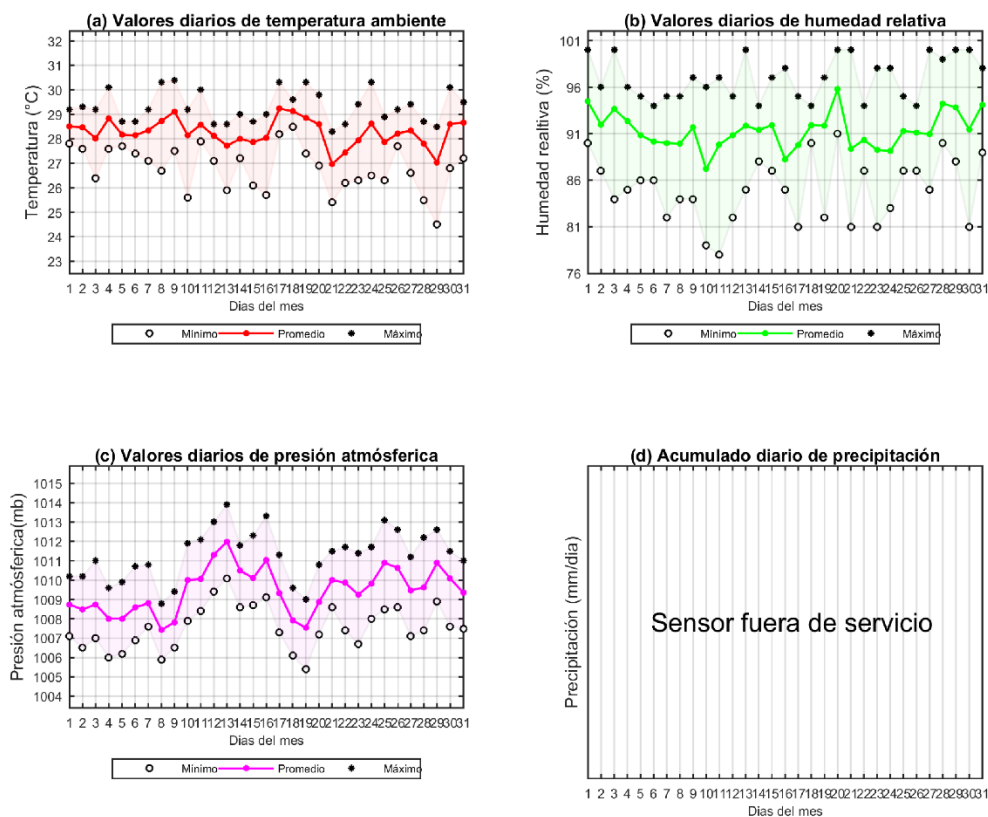 (a) Valores diarios de temperatura ambiente
32
31
30
29
28
27
26
25
24
23
Temperatura (°C)
1 2 3 4 5 6 7 8 9 10 11 12 13 14 15 16 17 18 19 20 21 22 23 24 25 26 27 28 29 30 31
Dias del mes
Mínimo Promedio Máximo
(b) Valores diarios de humedad relativa
101
96
91
86
81
76
Humedad realtiva (%)
1 2 3 4 5 6 7 8 9 10 11 12 13 14 15 16 17 18 19 20 21 22 23 24 25 26 27 28 29 30 31
Dias del mes
Mínimo Promedio Máximo
(c) Valores diarios de presión atmósferica
1015
1014
1013
1012
1011
1010
1009
1008
1007
1006
1005
1004
Presión atmósferica(mb)
1 2 3 4 5 6 7 8 9 10 11 12 13 14 15 16 17 18 19 20 21 22 23 24 25 26 27 28 29 30 31
Dias del mes
Mínimo Promedio Máximo
(d) Acumulado diario de precipitación
Precipitación (mm/dia)
Sensor fuera de servicio
1 2 3 4 5 6 7 8 9 10 11 12 13 14 15 16 17 18 19 20 21 22 23 24 25 26 27 28 29 30 31
Dias del mes